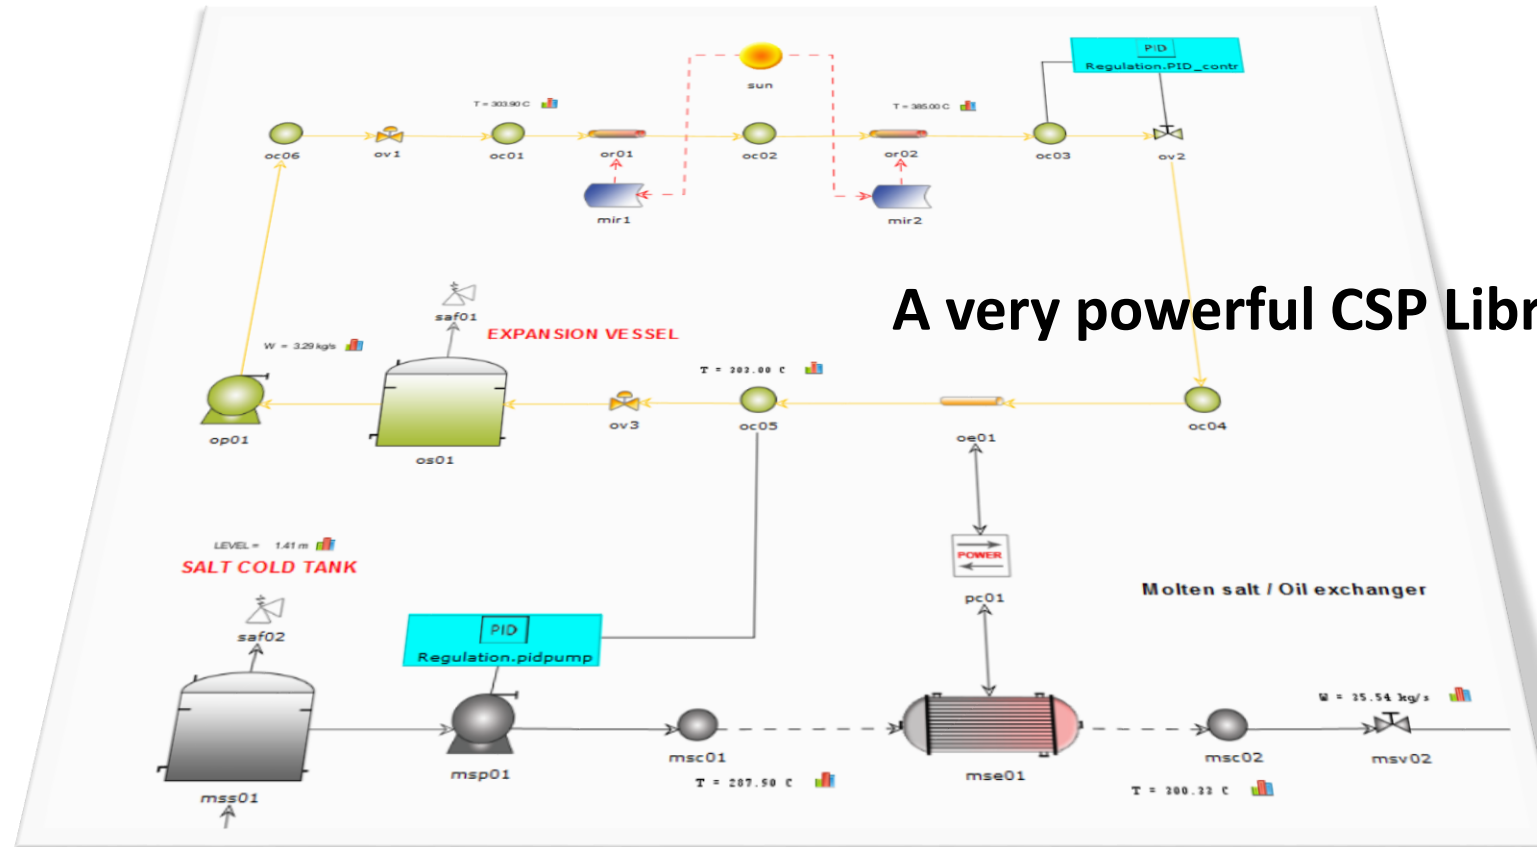 PID
Regulation.PID_contr
sun
T = 303.90 C
T = 385.00 C
oc06
ov1
oc01
or01
oc02
or02
oc03
ov2
mir1
mir2
A very powerful CSP Libr
saf01
EXPANSION VESSEL
W = 3.29 kg/s
T = 303.00 C
op01
os01
ov3
oc05
oe01
oc04
LEVEL = 1.41 m
SALT COLD TANK
POWER
pc01
Molten salt / Oil exchanger
saf02
PID
Regulation.pidpump
W = 35.54 kg/s
mss01
msp01
msc01
mse01
msc02
msv02
T = 287.50 C
T = 300.33 C